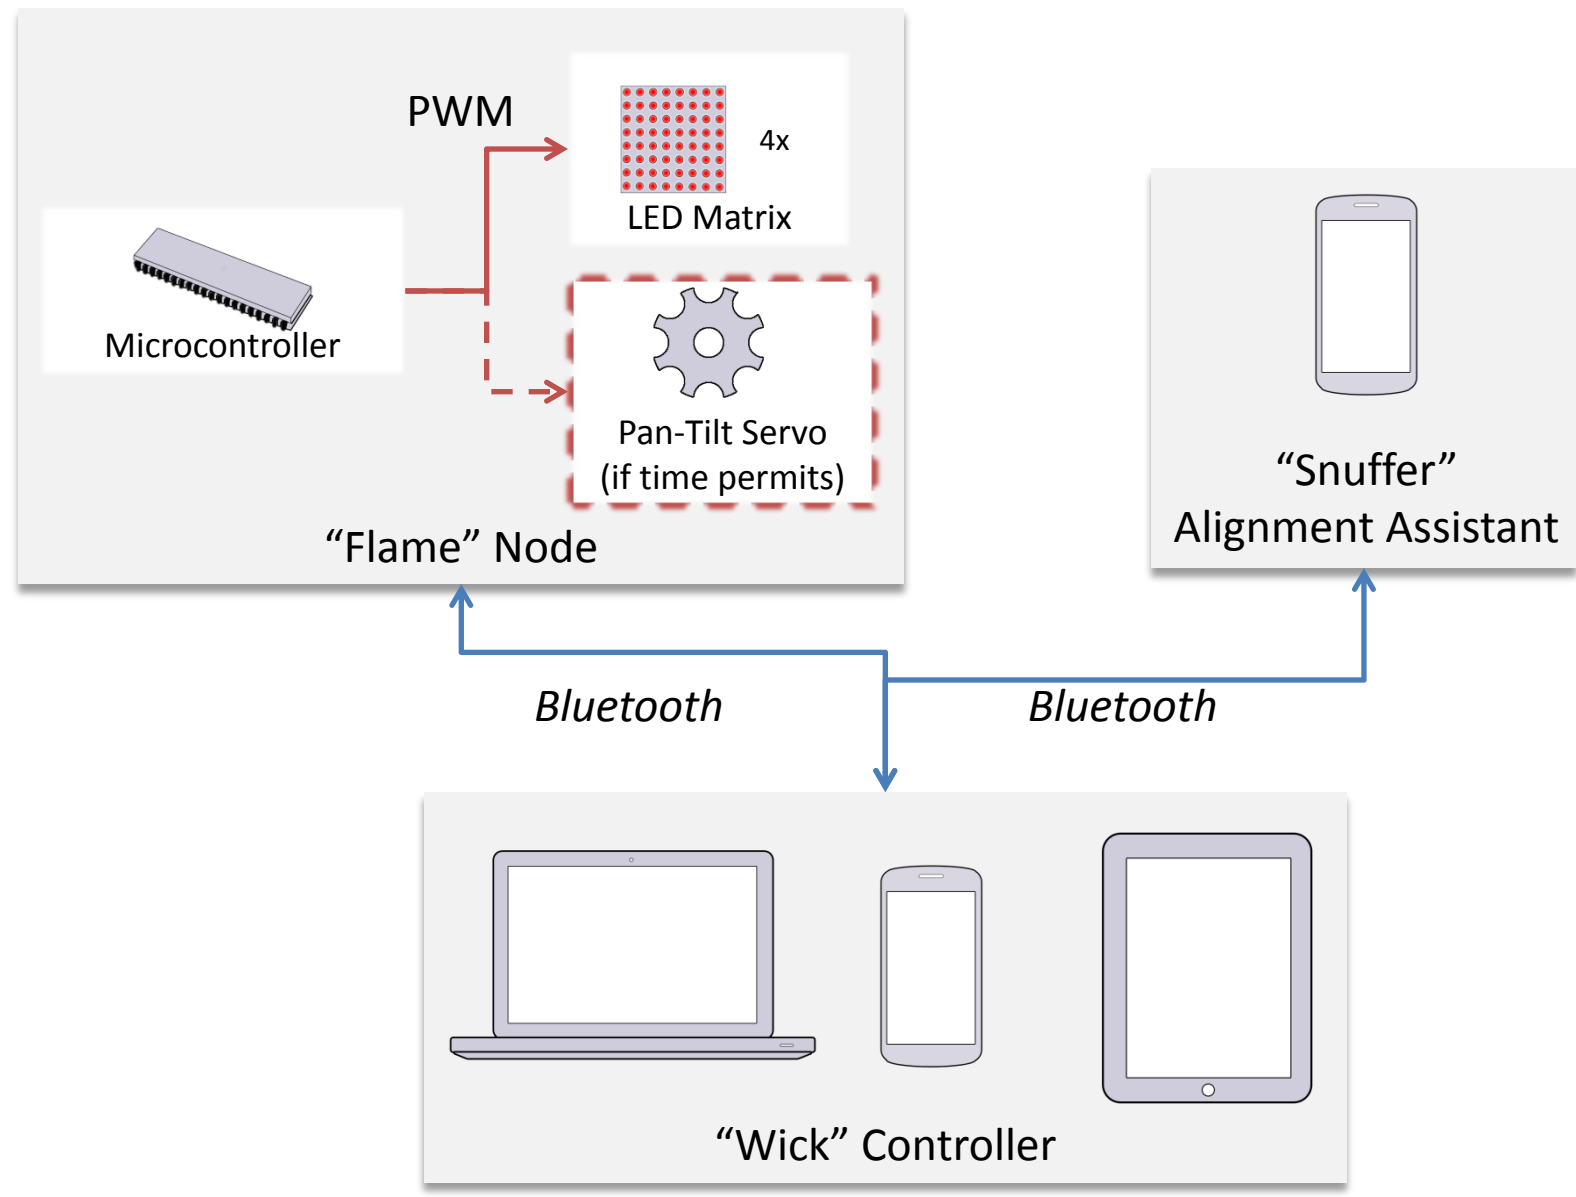 PWM
4x
LED Matrix
Microcontroller
Pan-Tilt Servo
(if time permits)
“Flame” Node
“Snuffer”
Alignment Assistant
Bluetooth
Bluetooth
“Wick” Controller